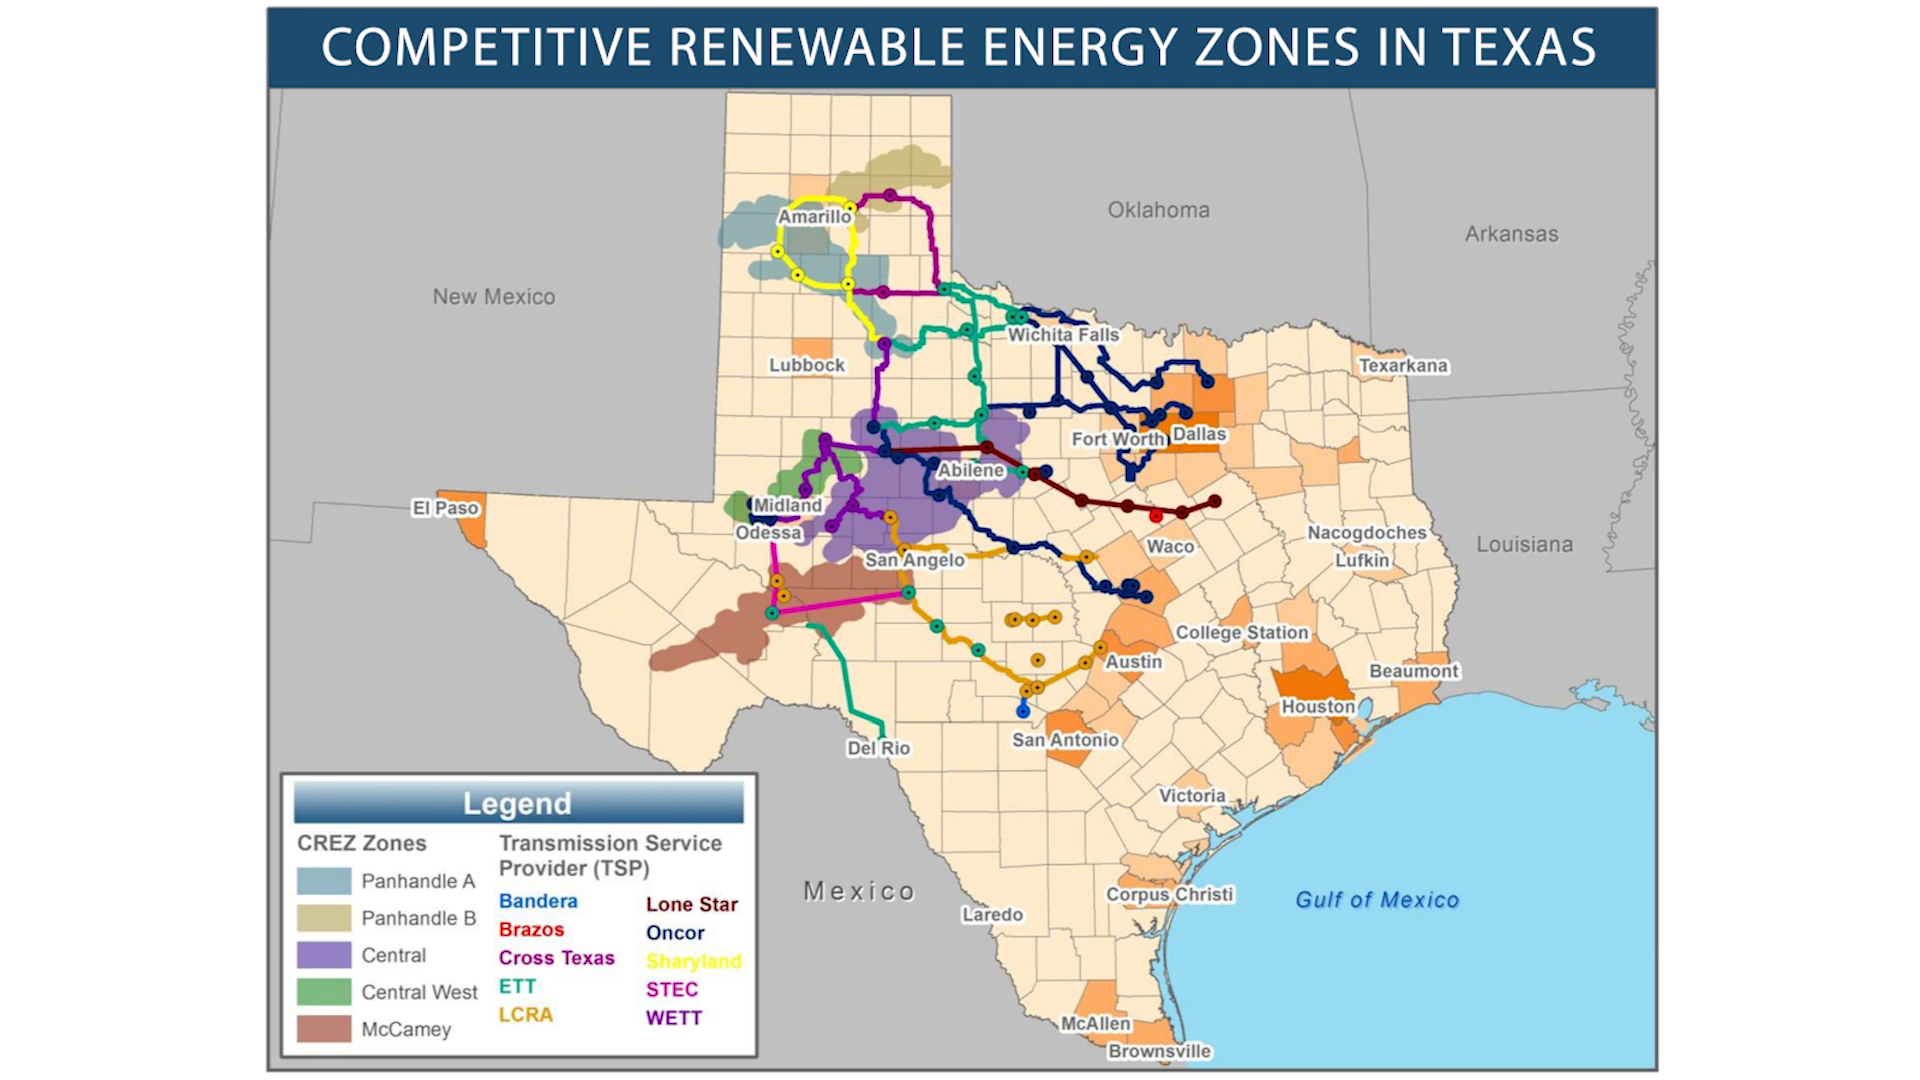 COMPETITIVE RENEWABLE ENERGY ZONES IN TEXAS
Oklahoma
Arkansas
Amarillo
New Mexico
Wichita Falls
Lubbock
Texarkana
Fort Worth
Dallas
Abilene
El Paso
Midland
Odessa
Nacogdoches
Lufkin
Louisiana
Waco
San Angelo
College Station
Austin
Beaumont
Houston
San Antonio
Del Rio
Victoria
Mexico
Corpus Christi
Gulf of Mexico
Laredo
McAllen
Brownsville
Legend
CREZ Zones
Panhandle A
Panhandle B
Central
Central West
McCamey
Transmission Service
Provider (TSP)
Bandera
Brazos
Cross Texas
ETT
LCRA
Lone Star
Oncor
Sharyland
STEC
WETT